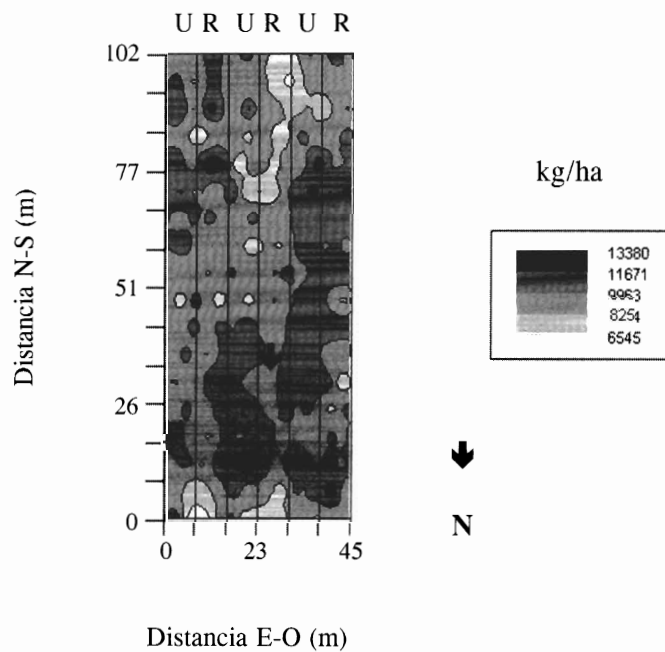 U R U R U R
102
77
51
26
0
Distancia N-S (m)
0 23 45
Distancia E-O (m)
kg/ha
13380
11671
9963
8254
6545
N